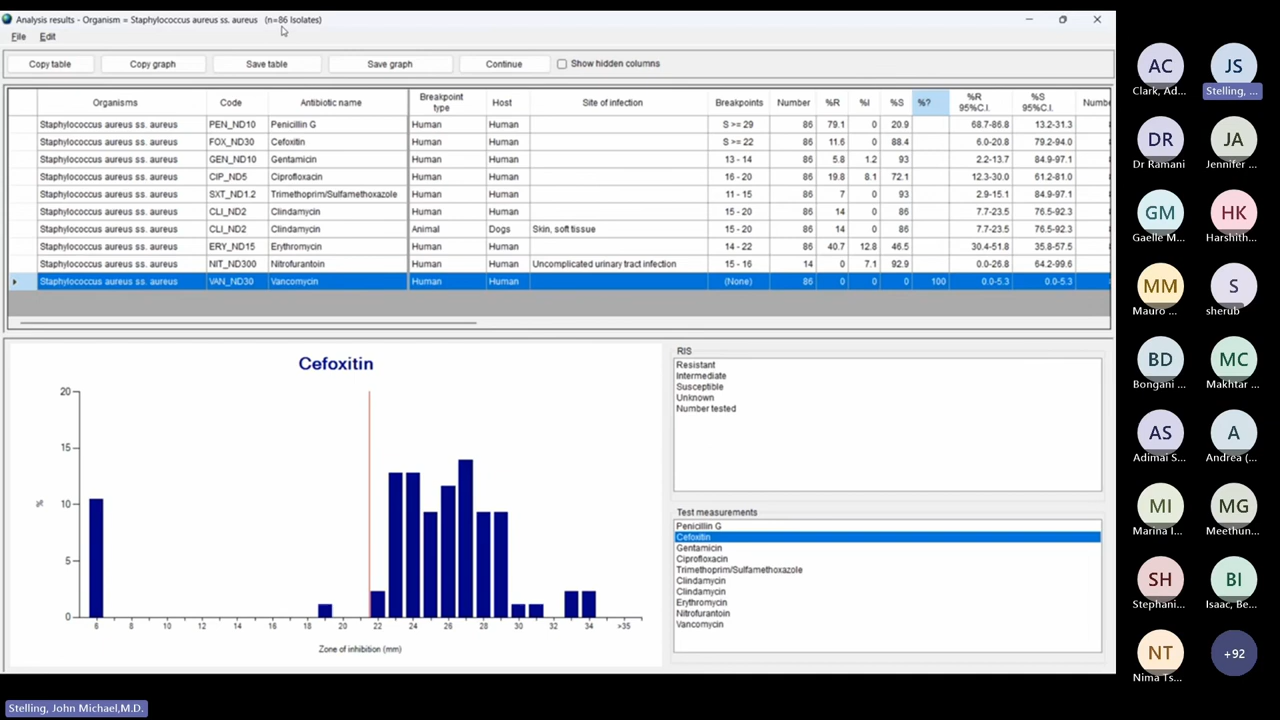 Analysis results - Organism = Staphylococcus aureus ss. aureus (n=86 Isolates)
File Edit
Copy table Copy graph Save table Save graph Continue Show hidden columns
Organisms Code Antibiotic name Breakpoint type Host Site of infection Breakpoints Number %R %I %S %? %R 95%C.I. %S 95%C.I.
Staphylococcus aureus ss. aureus PEN_ND10 Penicillin G Human Human S >= 29 86 79.1 0 20.9 68.7-86.8 13.2-31.3
Staphylococcus aureus ss. aureus FOX_ND30 Cefoxitin Human Human S >= 22 86 11.6 0 88.4 6.0-20.8 79.2-94.0
Staphylococcus aureus ss. aureus GEN_ND10 Gentamicin Human Human 13 - 14 86 5.8 1.2 93 2.2-13.7 84.9-97.1
Staphylococcus aureus ss. aureus CIP_ND5 Ciprofloxacin Human Human 16 - 20 86 19.8 8.1 72.1 12.3-30.0 61.2-81.0
Staphylococcus aureus ss. aureus SXT_ND1.2 Trimethoprim/Sulfamethoxazole Human Human 11 - 15 86 7 0 93 2.9-15.1 84.9-97.1
Staphylococcus aureus ss. aureus CLI_ND2 Clindamycin Human Human 15 - 20 86 14 0 86 7.7-23.5 76.5-92.3
Staphylococcus aureus ss. aureus CLI_ND2 Clindamycin Animal Dogs Skin, soft tissue 15 - 20 86 14 0 86 7.7-23.5 76.5-92.3
Staphylococcus aureus ss. aureus ERY_ND15 Erythromycin Human Human 14 - 22 86 40.7 12.8 46.5 30.4-51.8 35.8-57.5
Staphylococcus aureus ss. aureus NIT_ND300 Nitrofurantoin Human Human Uncomplicated urinary tract infection 15 - 16 14 0 7.1 92.9 0.0-26.8 64.2-99.6
Staphylococcus aureus ss. aureus VAN_ND30 Vancomycin Human Human (None) 86 0 0 0 100 0.0-5.3 0.0-5.3
Cefoxitin
20
15
%
10
5
0
6 8 10 12 14 16 18 20 22 24 26 28 30 32 34 >35
Zone of inhibition (mm)
RIS
Resistant
Intermediate
Susceptible
Unknown
Number tested
Test measurements
Penicillin G
Cefoxitin
Gentamicin
Ciprofloxacin
Trimethoprim/Sulfamethoxazole
Clindamycin
Clindamycin
Erythromycin
Nitrofurantoin
Vancomycin
AC JS
Clark, Ad... Stelling, ...
DR JA
Dr Ramani Jennifer ...
GM HK
Gaelle M... Harshith...
MM S
Mauro ... sherub
BD MC
Bongani ... Makhtar ...
AS A
Adimai S... Andrea (...
MI MG
Marina I... Meethun...
SH BI
Stephani... Isaac, Be...
NT +92
Nima Ts...
Stelling, John Michael,M.D.